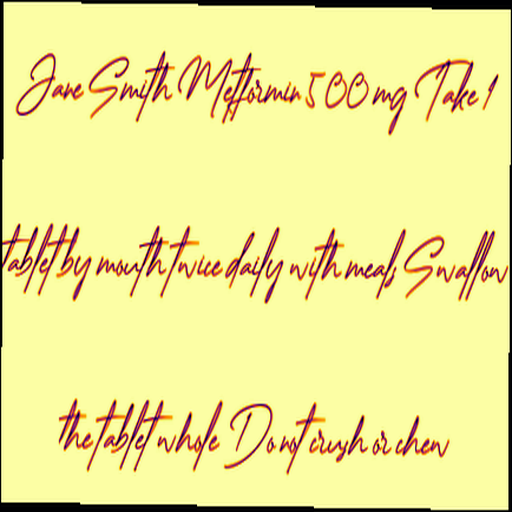 Jane Smith Metformin 500 mg Take 1
tablet by mouth twice daily with meals Swallow
the tablet whole Do not crush or chew